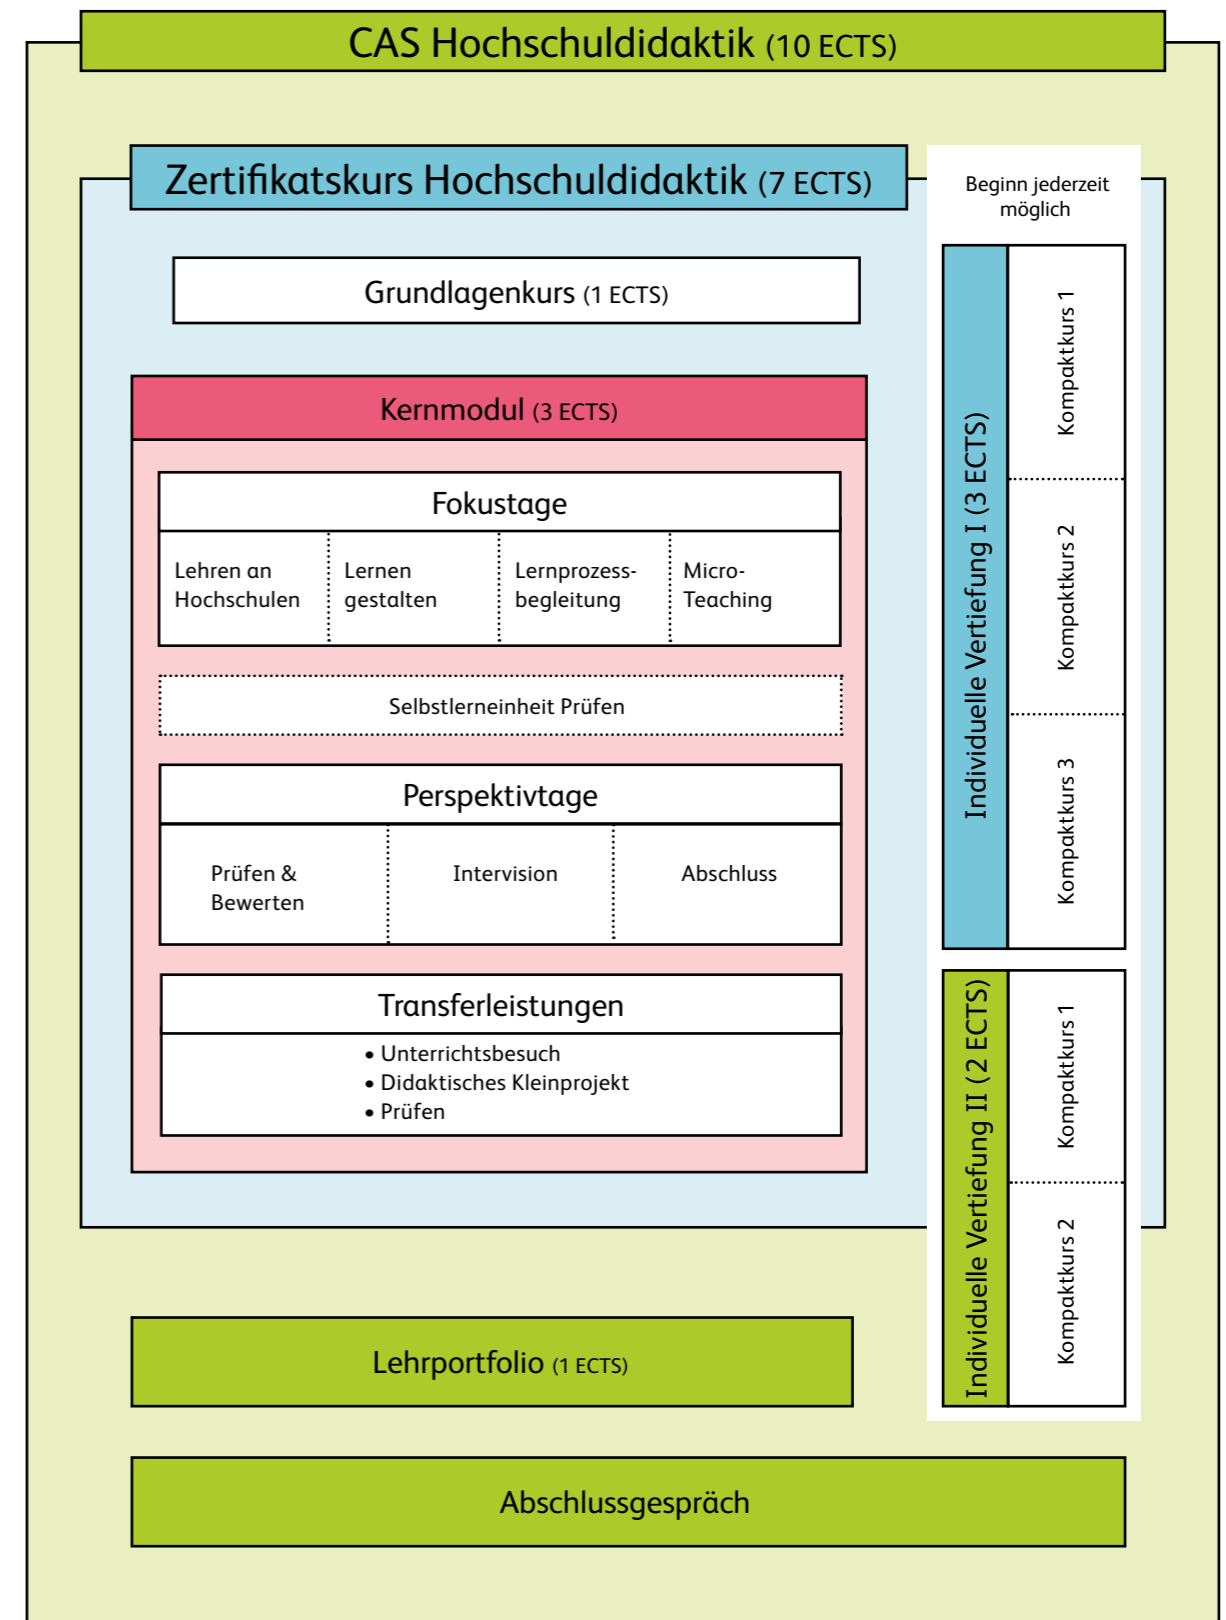 CAS Hochschuldidaktik (10 ECTS)
Zertifikatskurs Hochschuldidaktik (7 ECTS)
Beginn jederzeit
möglich
Grundlagenkurs (1 ECTS)
Kernmodul (3 ECTS)
Fokustage
Lehren an
Hochschulen
Lernen
gestalten
Lernprozess-
begleitung
Micro-
Teaching
Selbstlerneinheit Prüfen
Perspektivtage
Prüfen &
Bewerten
Intervision
Abschluss
Transferleistungen
• Unterrichtsbesuch
• Didaktisches Kleinprojekt
• Prüfen
Individuelle Vertiefung I (3 ECTS)
Kompaktkurs 1
Kompaktkurs 2
Kompaktkurs 3
Individuelle Vertiefung II (2 ECTS)
Kompaktkurs 1
Kompaktkurs 2
Lehrportfolio (1 ECTS)
Abschlussgespräch